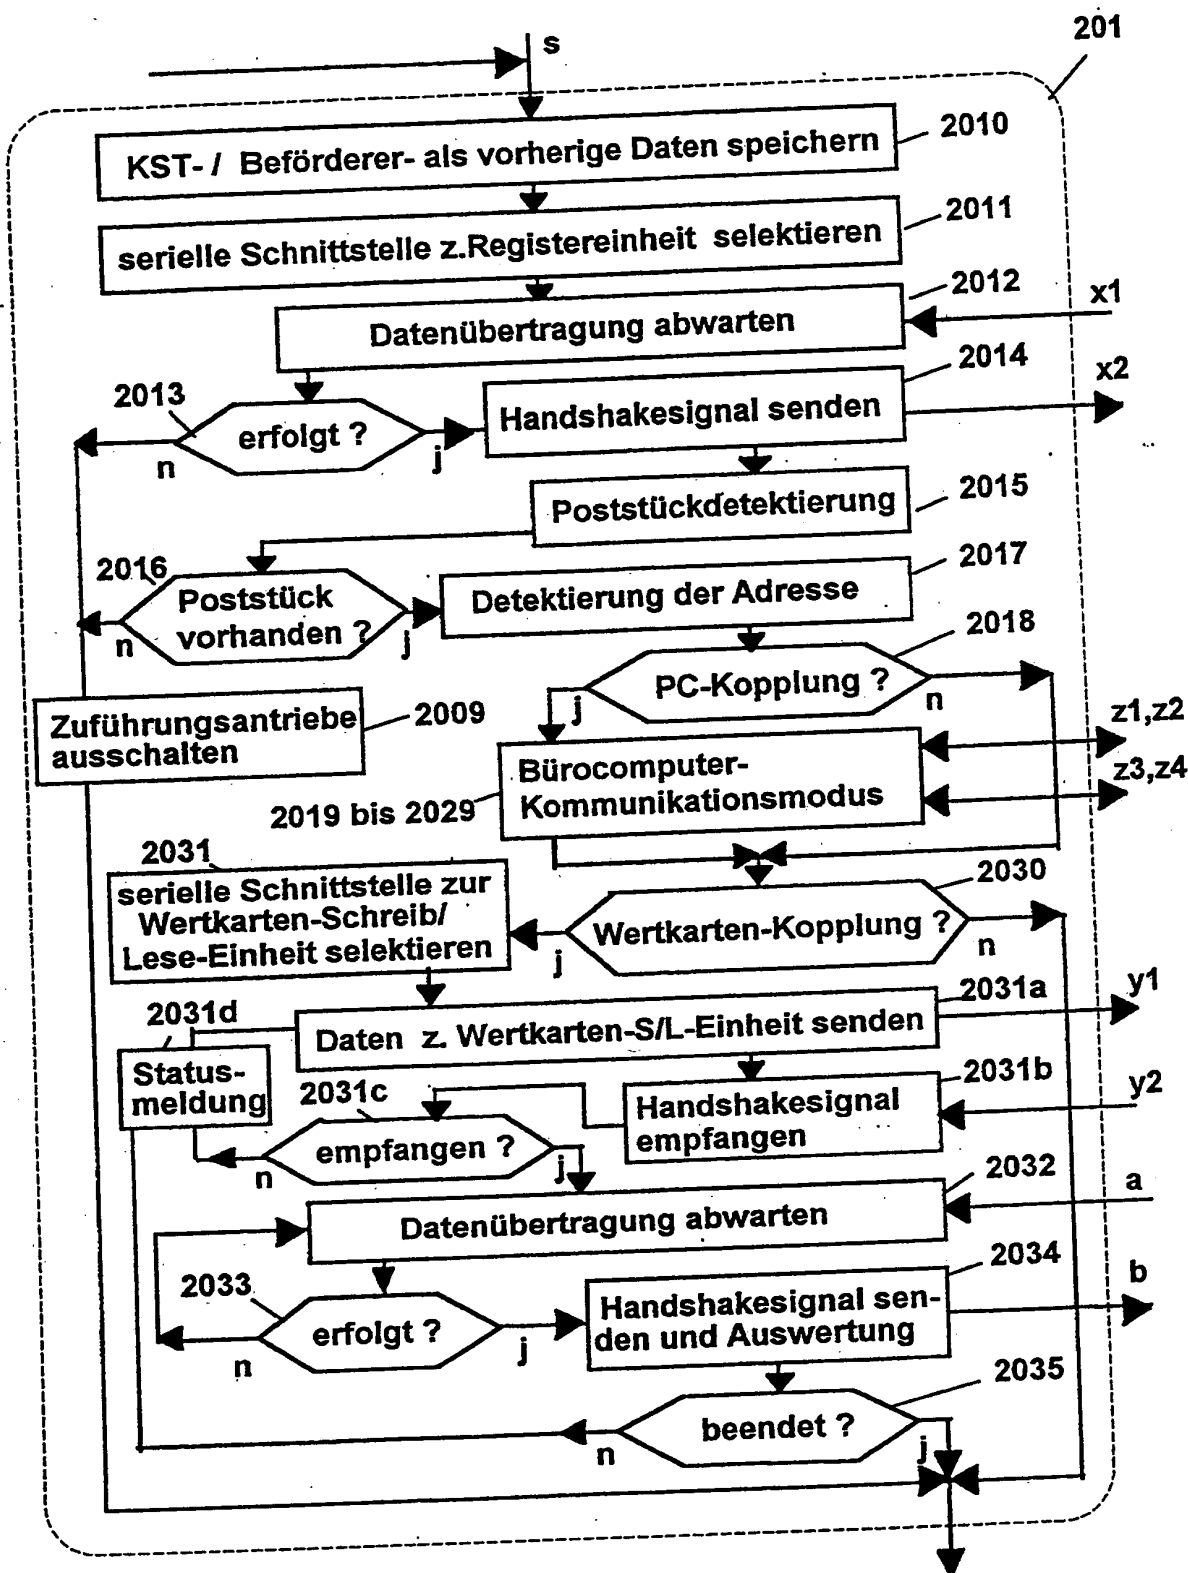 201
s
KST- / Beförderer- als vorherige Daten speichern
2010
serielle Schnittstelle z.Registereinheit selektieren
2011
Datenübertragung abwarten
2012
x1
2013
erfolgt ?
n
j
Handshakesignal senden
2014
x2
Poststückdetektierung
2015
2016
Poststück
vorhanden ?
n
j
Detektierung der Adresse
2017
PC-Kopplung ?
2018
j
n
Zuführungsantriebe
ausschalten
2009
Bürocomputer-
Kommunikationsmodus
2019 bis 2029
z1,z2
z3,z4
2031
serielle Schnittstelle zur
Wertkarten-Schreib/
Lese-Einheit selektieren
Wertkarten-Kopplung ?
2030
j
n
2031d
Daten z. Wertkarten-S/L-Einheit senden
2031a
y1
Status-
meldung
2031c
empfangen ?
n
j
Handshakesignal
empfangen
2031b
y2
Datenübertragung abwarten
2032
a
2033
erfolgt ?
n
j
Handshakesignal sen-
den und Auswertung
2034
b
beendet ?
2035
n
j